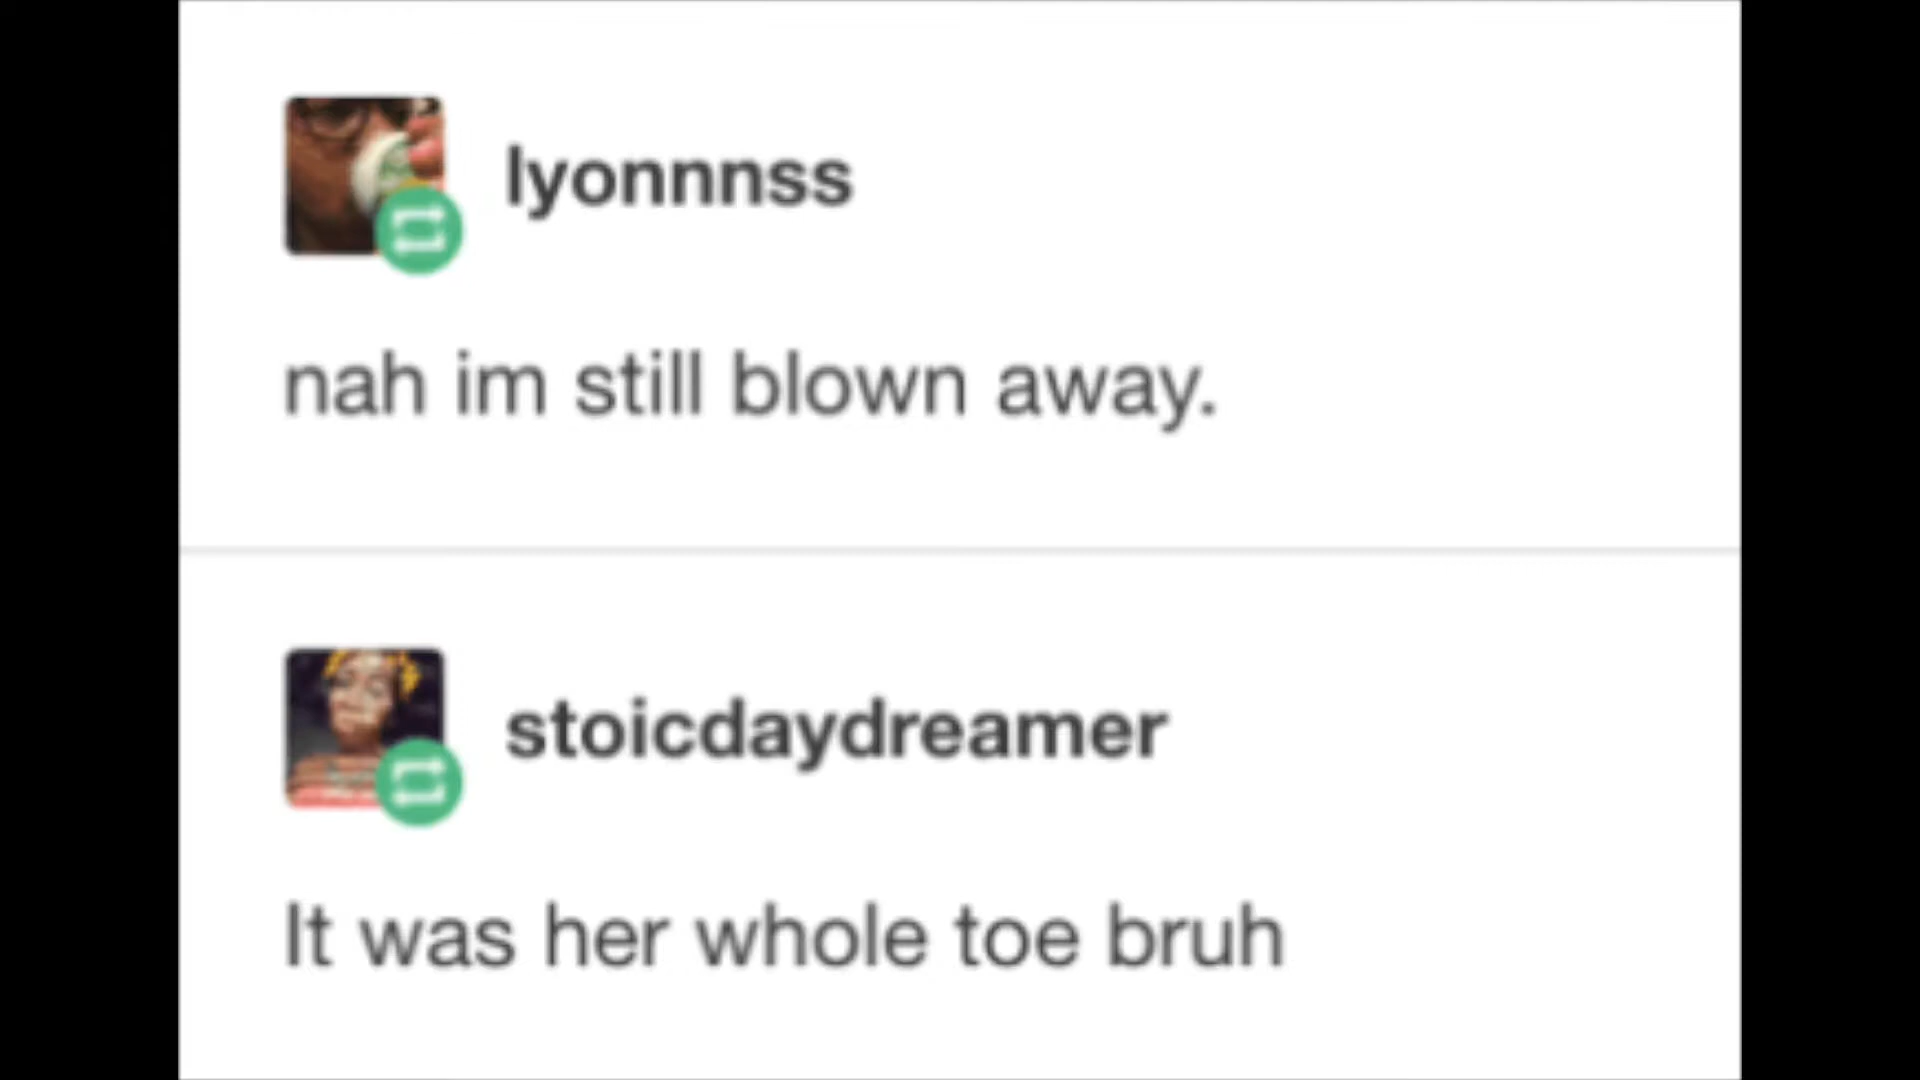 lyonnnss
nah im still blown away.
stoicdaydreamer
It was her whole toe bruh